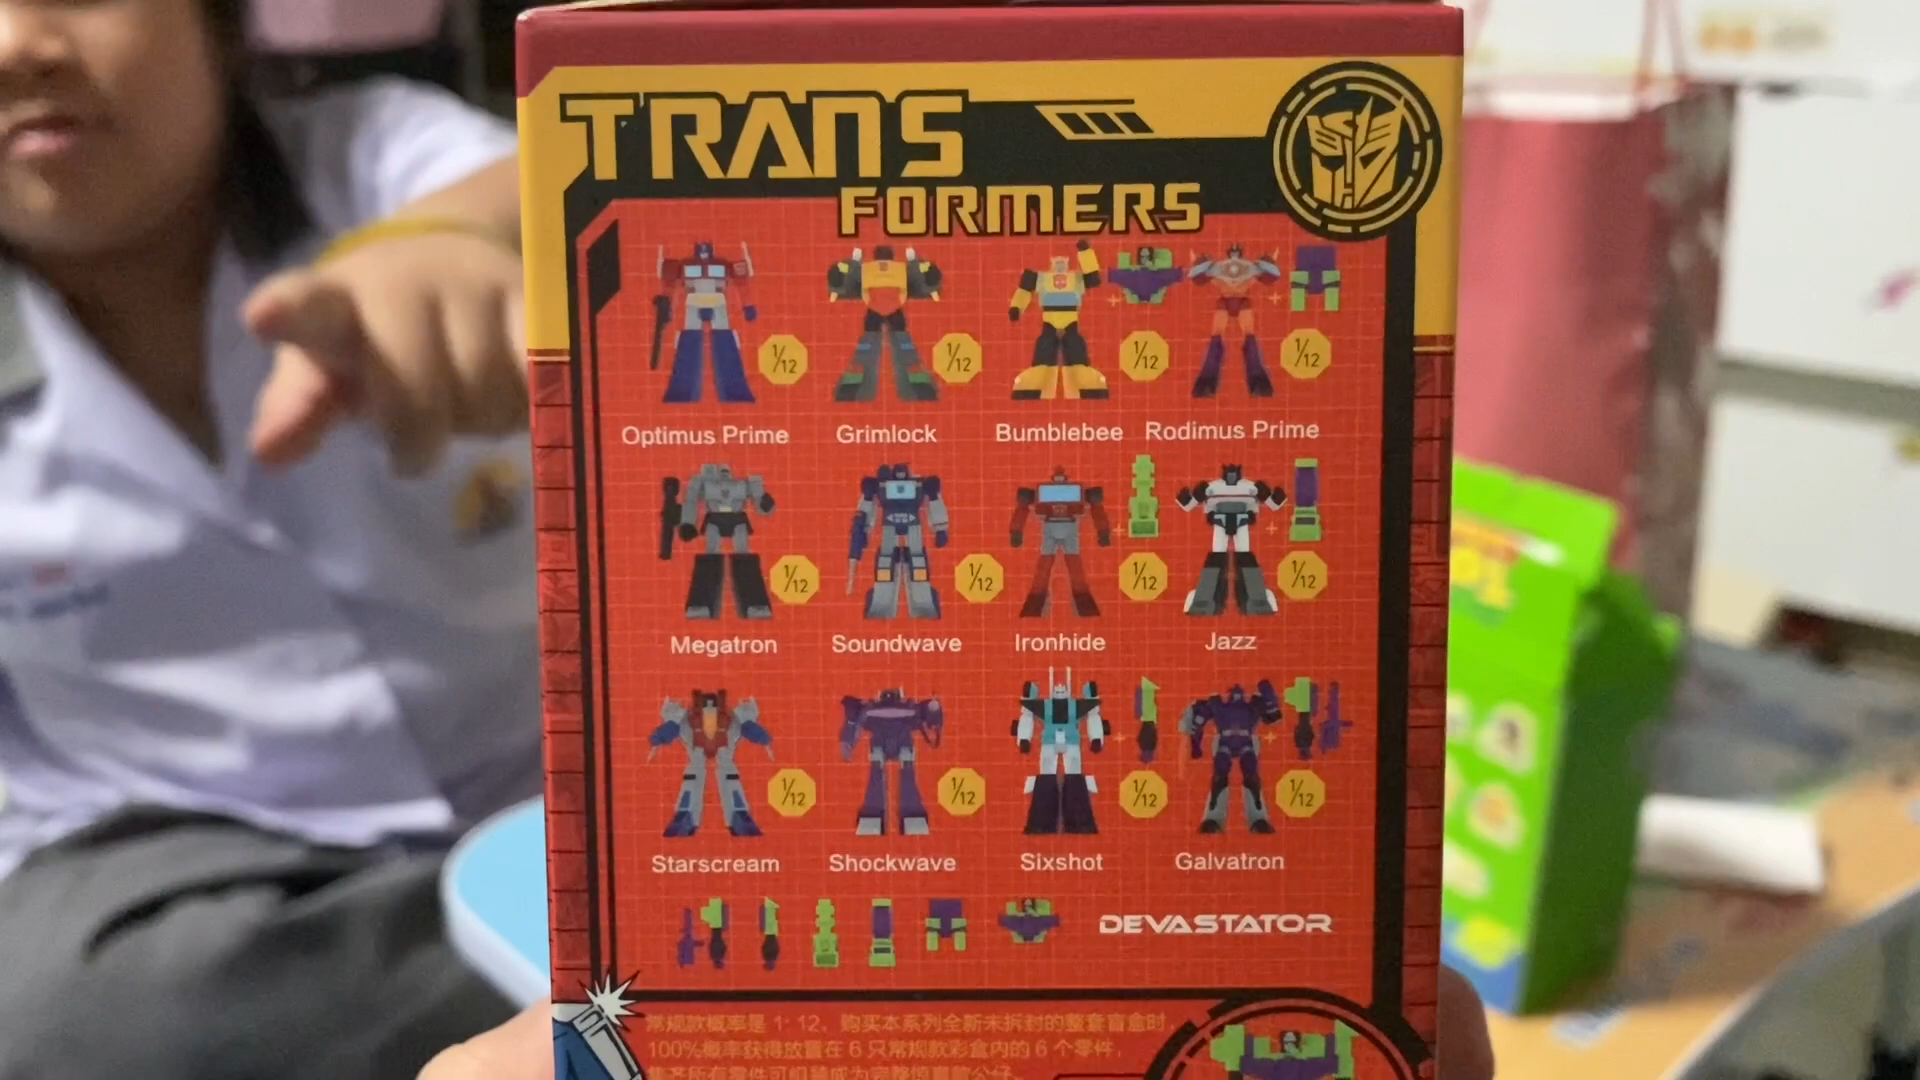 TRANS
FORMERS
1/12 1/12 1/12 1/12
Optimus Prime Grimlock Bumblebee Rodimus Prime
1/12 1/12 1/12 1/12
Megatron Soundwave Ironhide Jazz
1/12 1/12 1/12 1/12
Starscream Shockwave Sixshot Galvatron
DEVASTATOR
常规款概率是 1: 12，购买本系列全新未拆封的整套盲盒时，
100%概率获得放置在 6 只常规款彩盒内的 6 个零件，